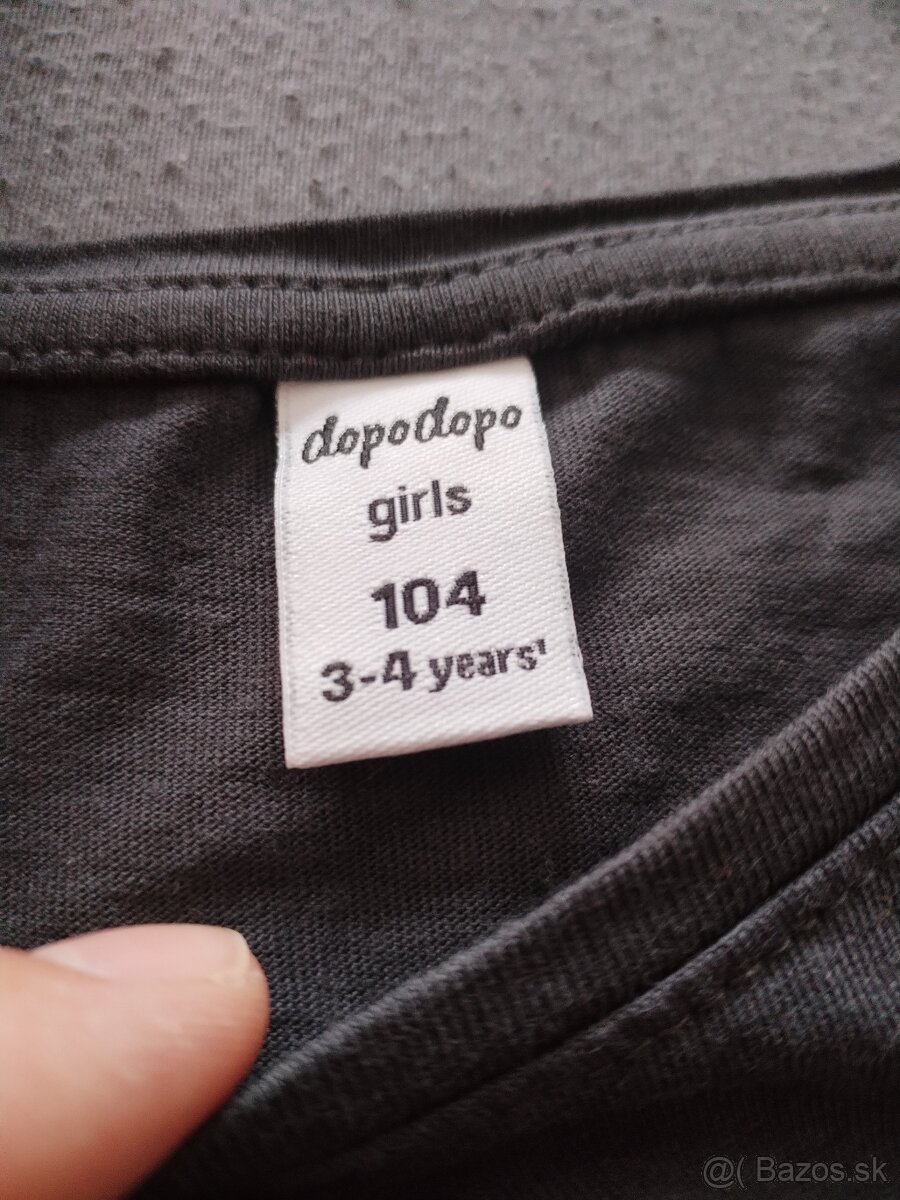 dopodopo
girls
104
3-4 years'
@( Bazos.sk